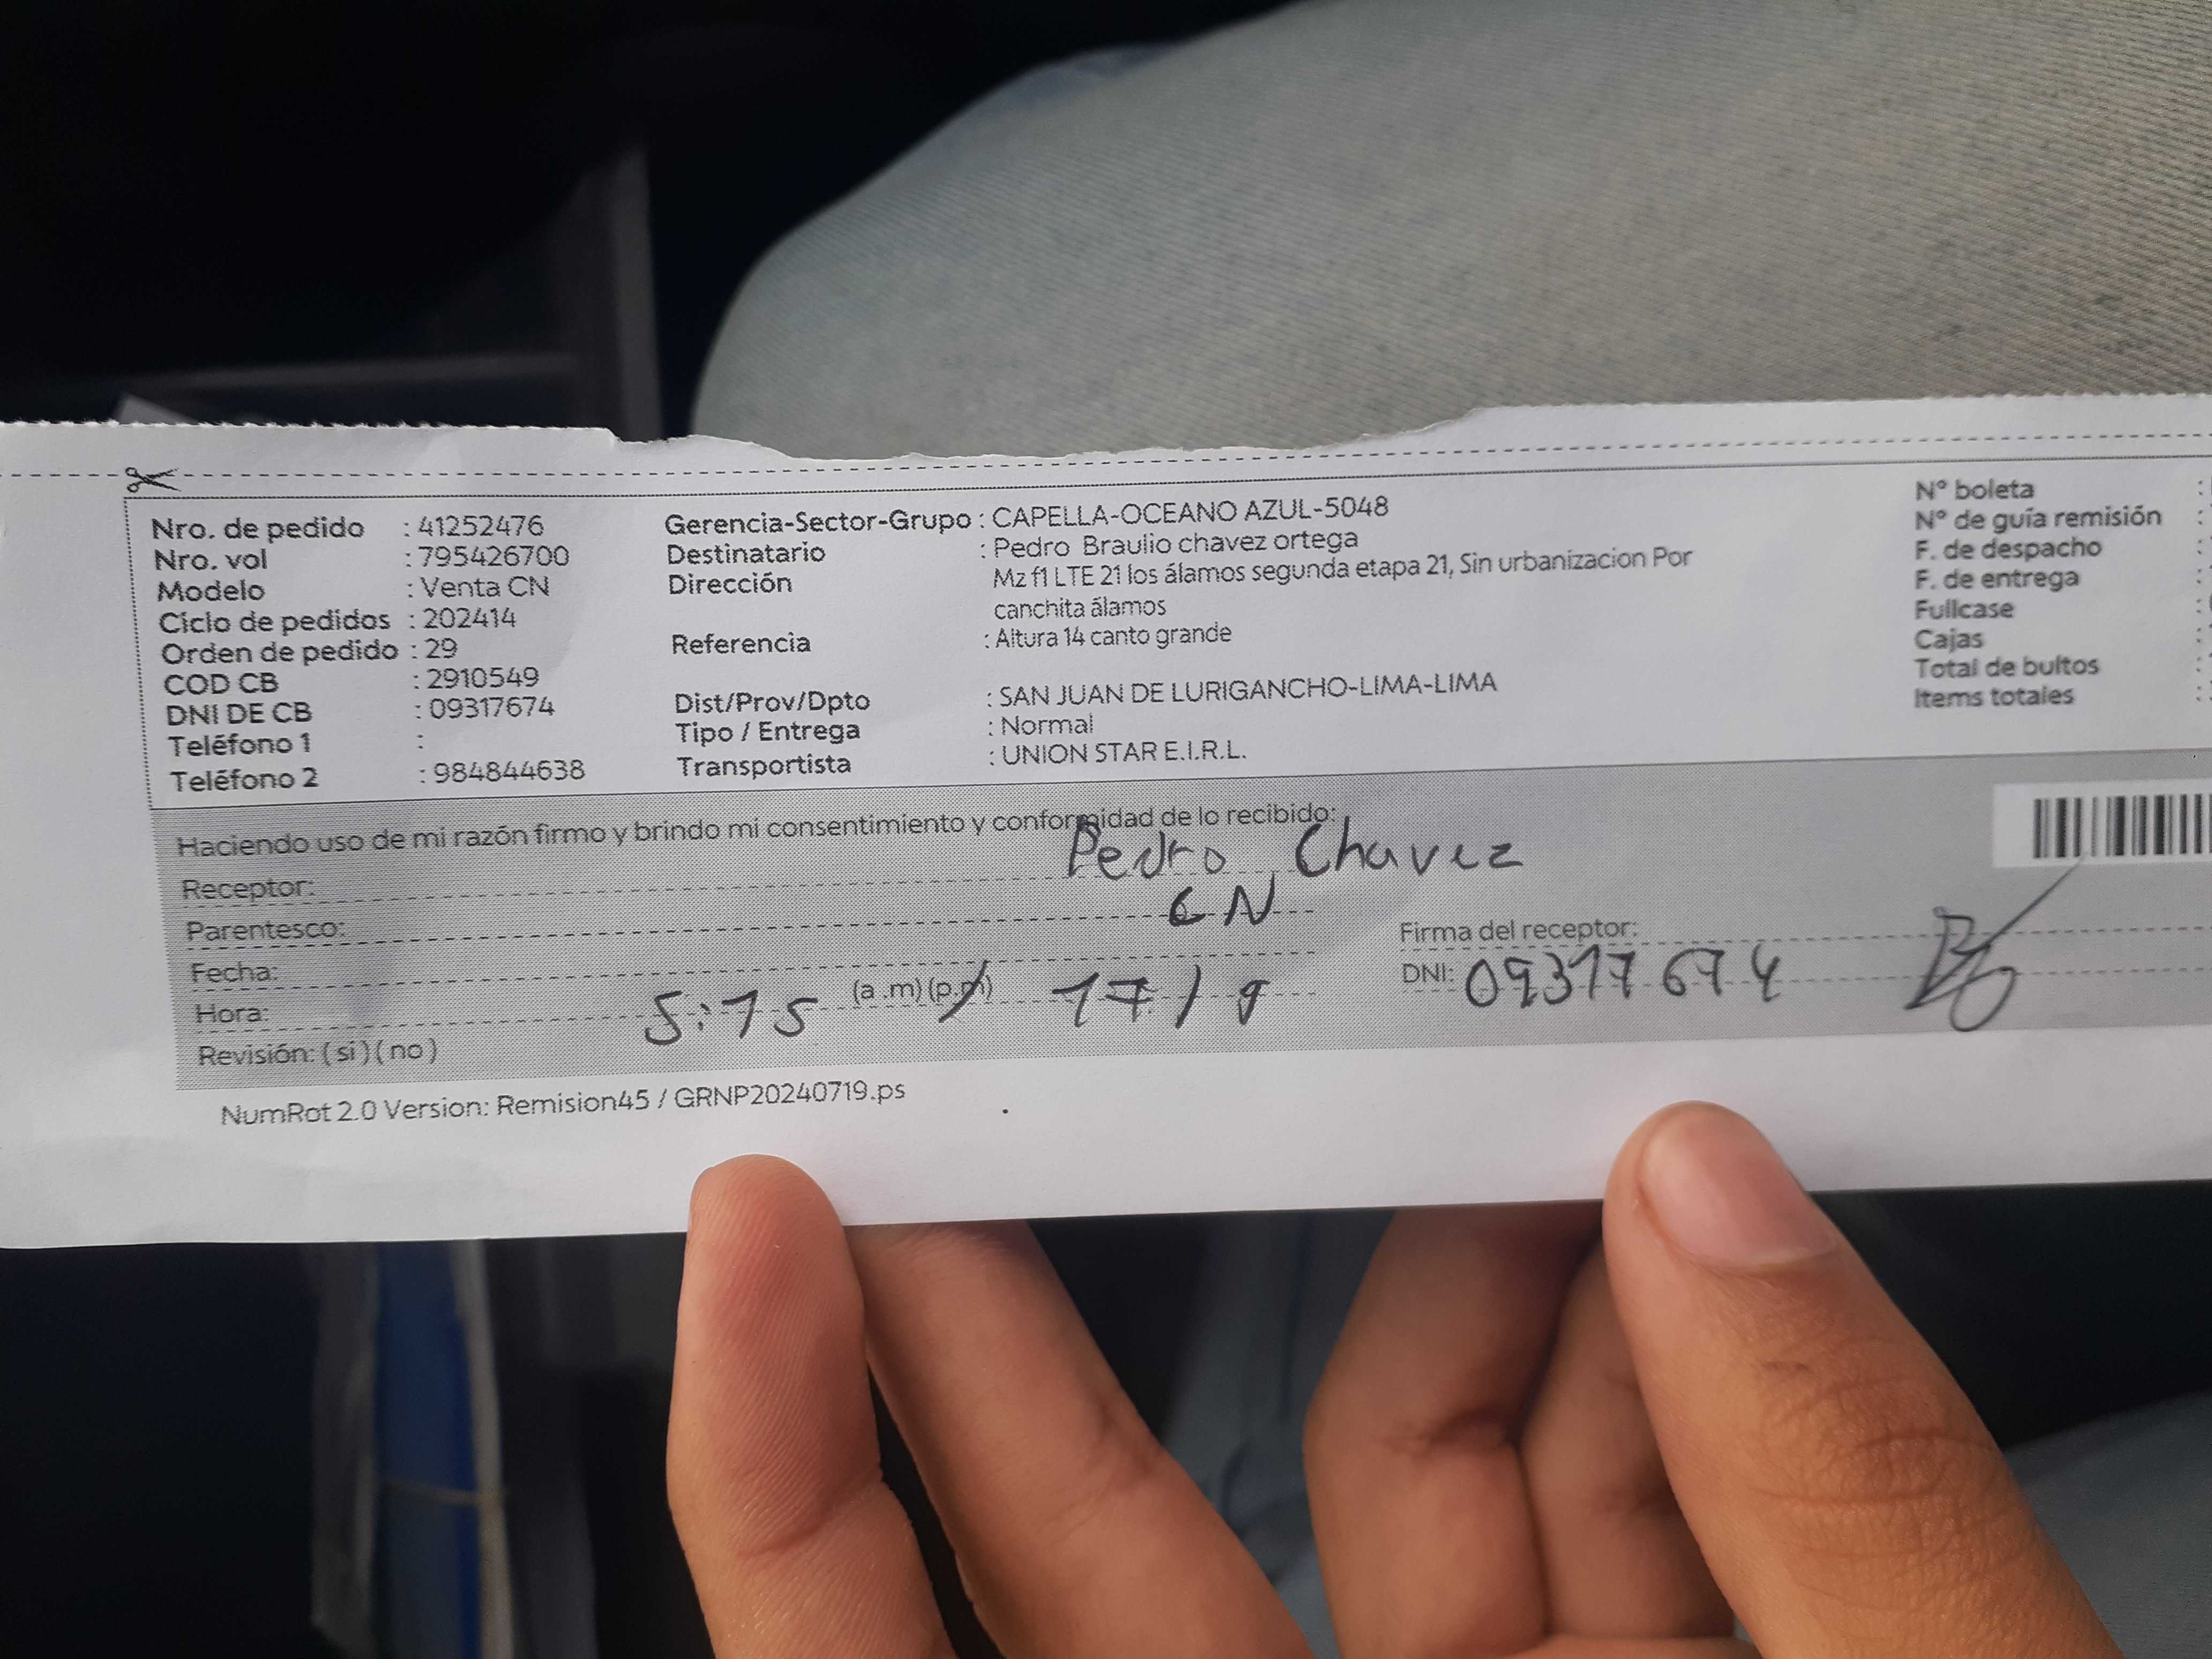 Nro. de pedido : 41252476
Nro. vol : 795426700
Modelo : Venta CN
Ciclo de pedidos : 202414
Orden de pedido : 29
COD CB : 2910549
DNI DE CB : 09317674
Teléfono 1 :
Teléfono 2 : 984844638
Gerencia-Sector-Grupo : CAPELLA-OCEANO AZUL-5048
Destinatario : Pedro Braulio chavez ortega
Dirección Mz f1 LTE 21 los álamos segunda etapa 21, Sin urbanizacion Por
canchita álamos
Referencia : Altura 14 canto grande
Dist/Prov/Dpto : SAN JUAN DE LURIGANCHO-LIMA-LIMA
Tipo / Entrega : Normal
Transportista : UNION STAR E.I.R.L.
N° boleta :
N° de guía remisión :
F. de despacho :
F. de entrega :
Fullcase :
Cajas :
Total de bultos :
Items totales :
Haciendo uso de mi razón firmo y brindo mi consentimiento y conformidad de lo recibido:
Receptor: Pedro Chavez
Parentesco: CN
Fecha:
Hora: 5:15 (a .m) (p.m) 17/9
Revisión: ( si ) ( no )
Firma del receptor:
DNI: 09317674
NumRot 2.0 Version: Remision45 / GRNP20240719.ps